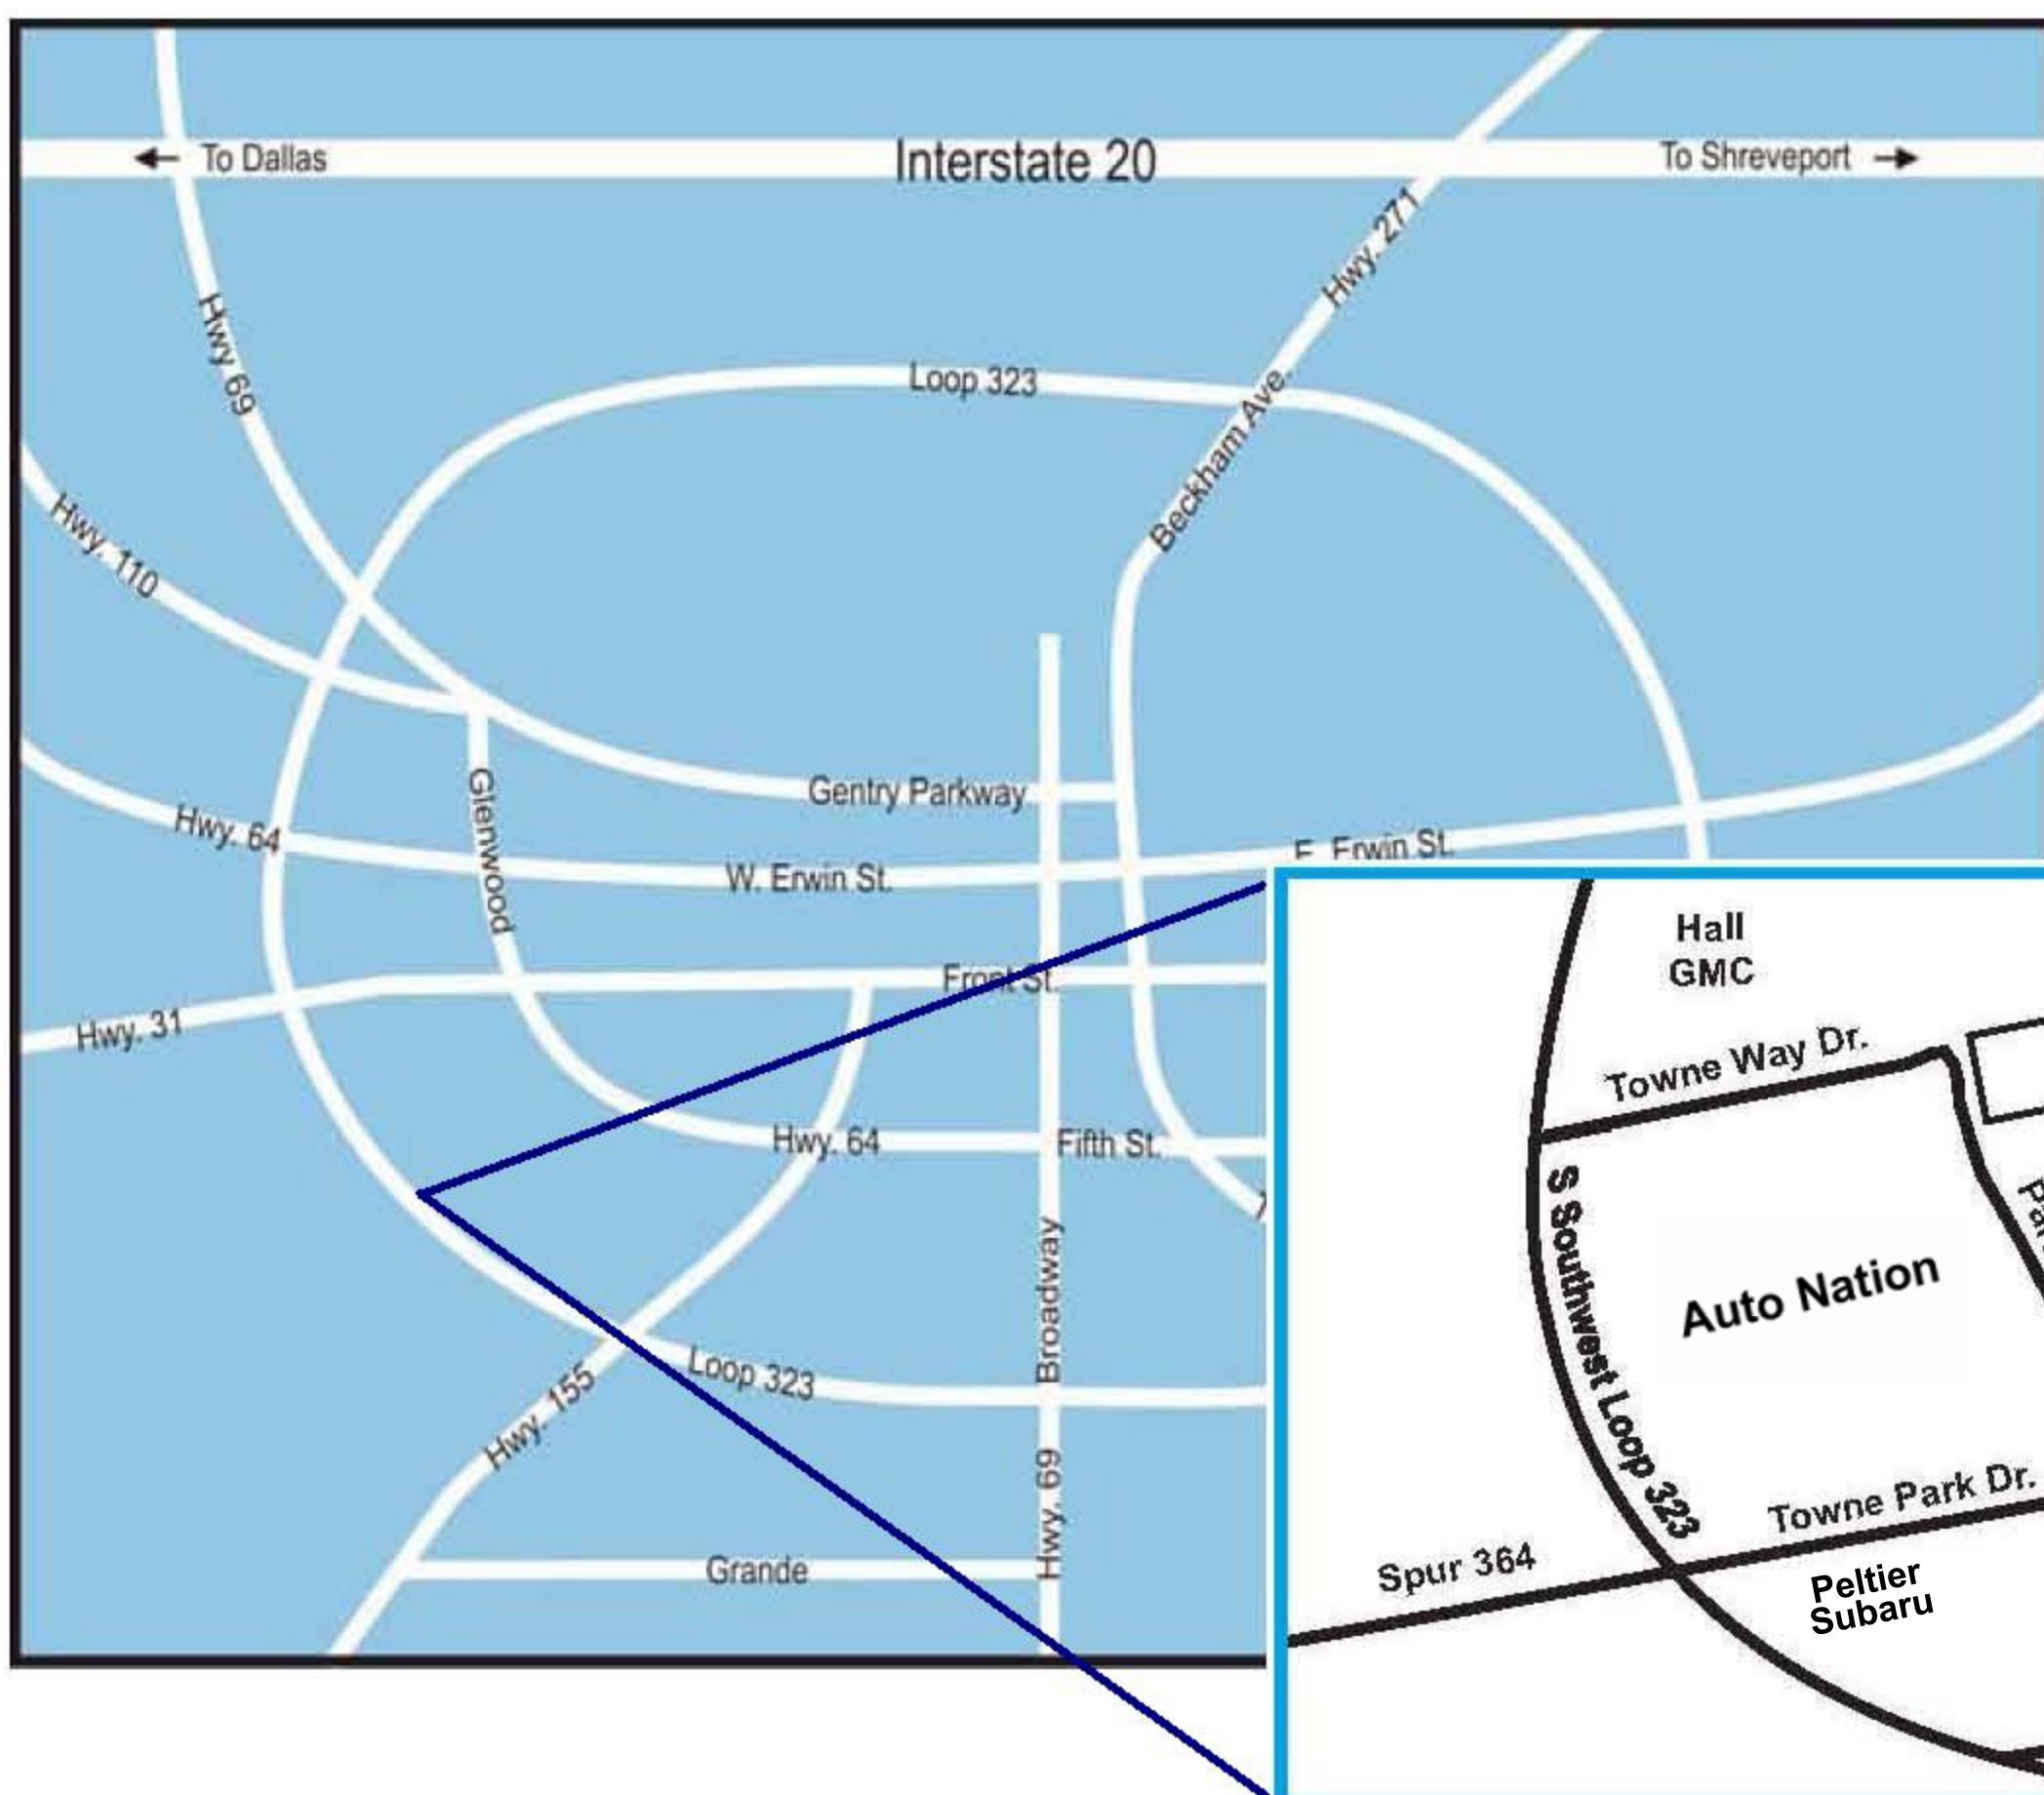 To Dallas
Interstate 20
To Shreveport
Hwy. 271
Hwy 69
Loop 323
Beckham Ave.
Hwy. 110
Glenwood
Gentry Parkway
Hwy. 64
E. Erwin St.
W. Erwin St.
Front St.
Hwy. 31
Hwy. 64
Fifth St.
Broadway
Loop 323
Hwy. 155
Hwy. 69
Grande
Hall
GMC
Towne Way Dr.
S Southwest Loop 323
Auto Nation
Towne Park Dr.
Spur 364
Peltier
Subaru